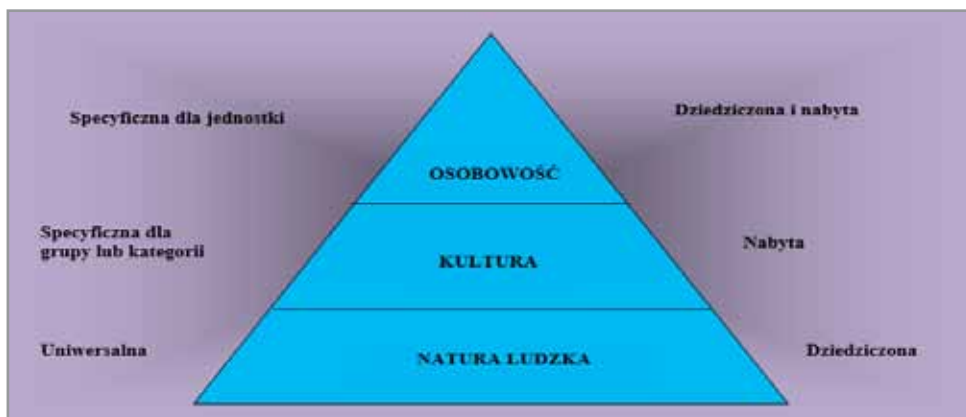 Specyficzna dla jednostki
Dziedziczona i nabyta
OSOBOWOŚĆ
Specyficzna dla
grupy lub kategorii
KULTURA
Nabyta
Uniwersalna
NATURA LUDZKA
Dziedziczona